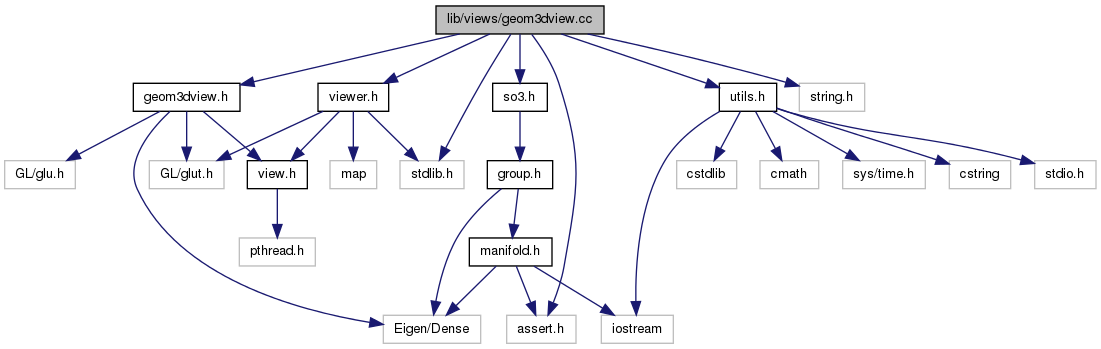 lib/views/geom3dview.cc
geom3dview.h
viewer.h
so3.h
utils.h
string.h
GL/glu.h
GL/glut.h
view.h
map
stdlib.h
group.h
cstdlib
cmath
sys/time.h
cstring
stdio.h
pthread.h
manifold.h
Eigen/Dense
assert.h
iostream